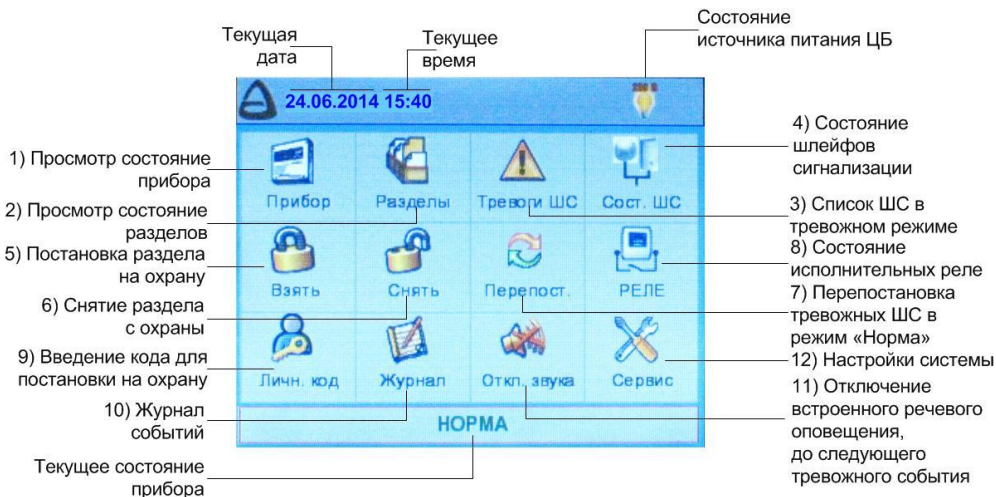 Текущая
дата
Текущее
время
Состояние
источника питания ЦБ
24.06.2014 15:40
1) Просмотр состояние
прибора
2) Просмотр состояние
разделов
5) Постановка раздела
на охрану
6) Снятие раздела
с охраны
9) Введение кода для
постановки на охрану
10) Журнал
событий
Текущее состояние
прибора
Прибор
Разделы
Тревоги ШС
Сост. ШС
Взять
Снять
Перепост.
РЕЛЕ
Личн. код
Журнал
Откл. звука
Сервис
НОРМА
4) Состояние
шлейфов
сигнализации
3) Список ШС в
тревожном режиме
8) Состояние
исполнительных реле
7) Перепостановка
тревожных ШС в
режим «Норма»
12) Настройки системы
11) Отключение
встроенного речевого
оповещения,
до следующего
тревожного события